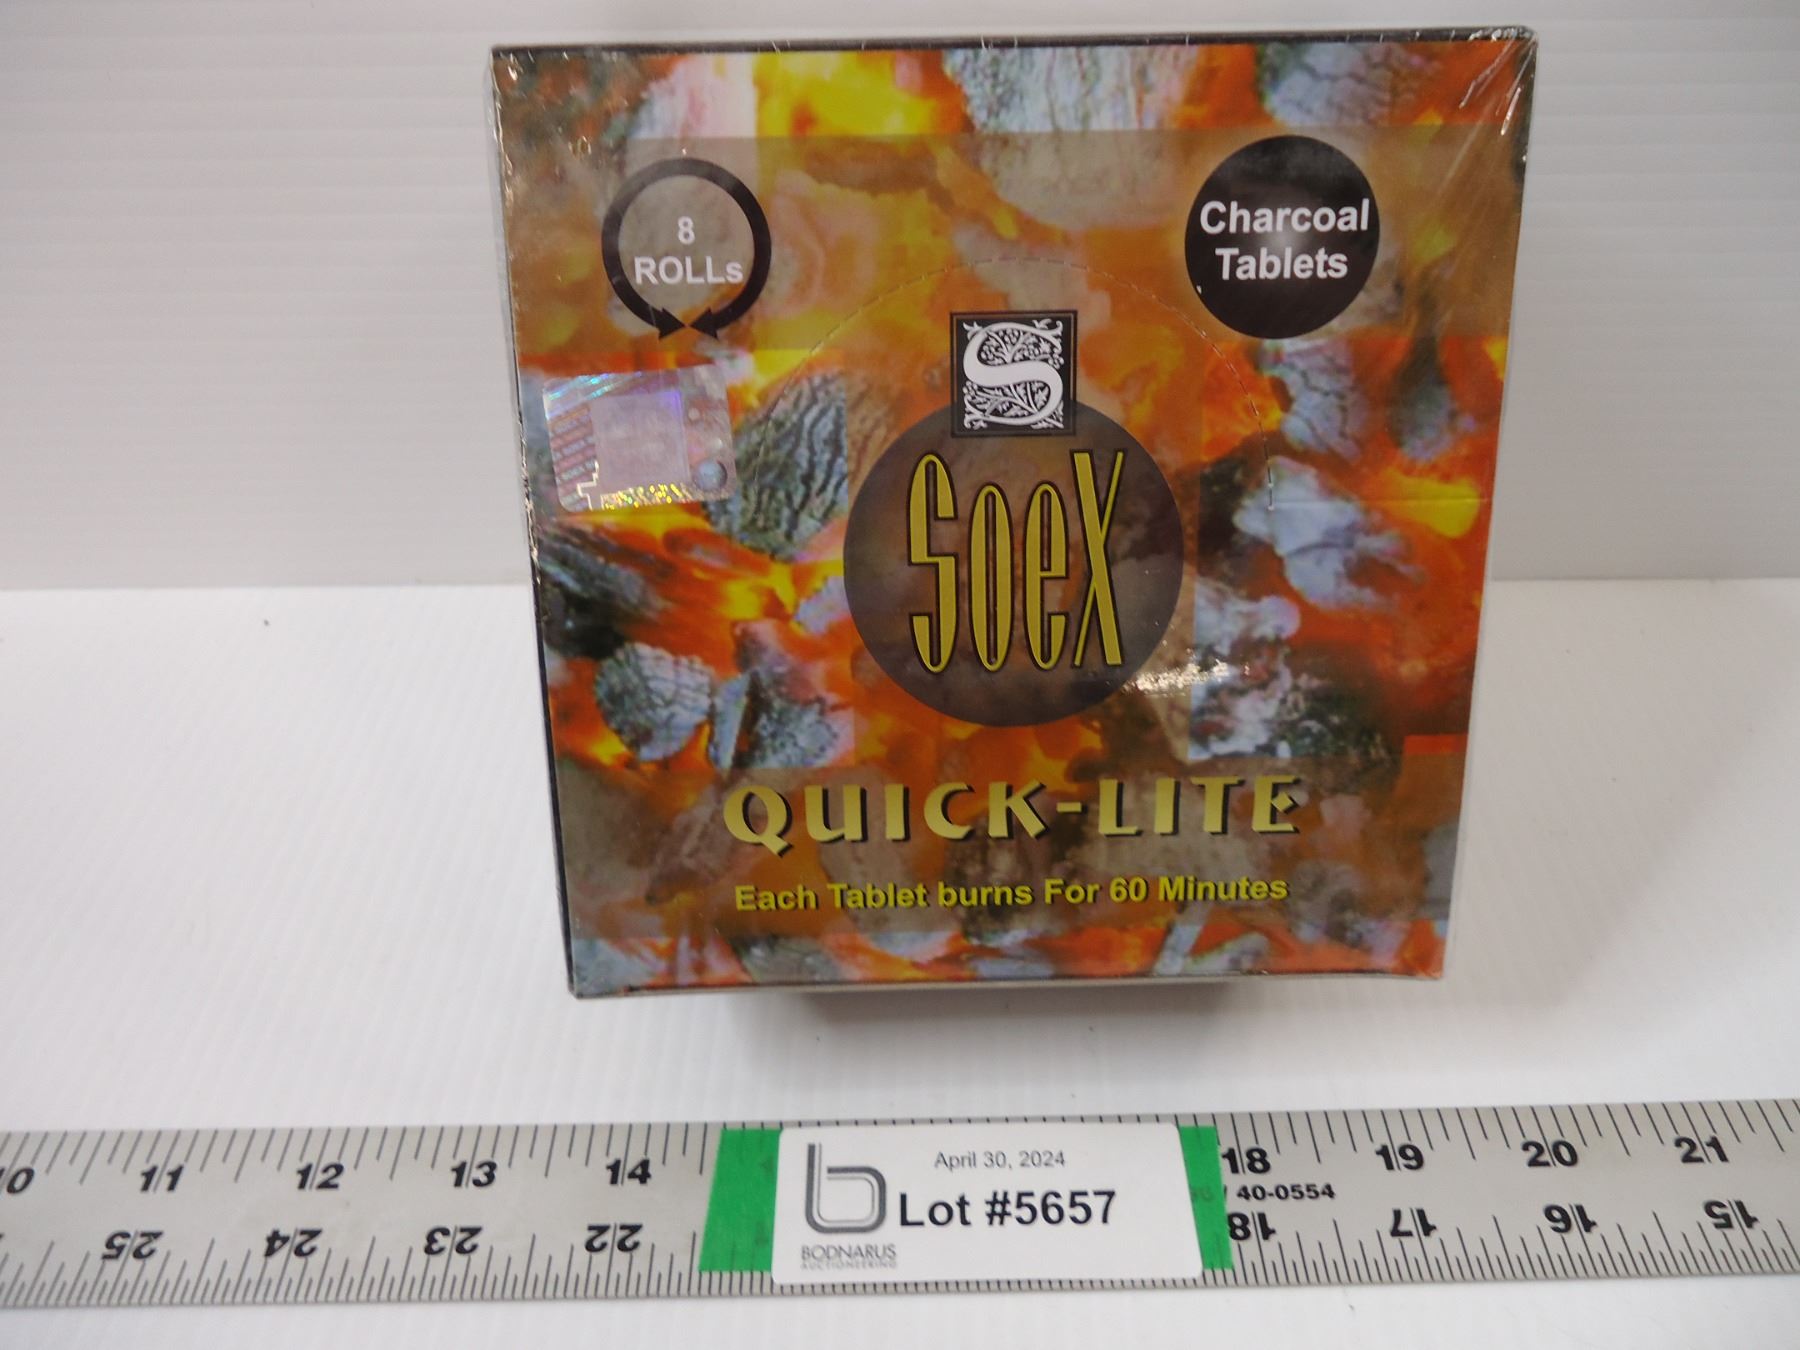 8
ROLLs
Charcoal
Tablets
S
SoeX
QUICK-LITE
Each Tablet burns For 60 Minutes
11 12 13 14 18 19 20 21
/ 40-0554
25 24 23 22 18 17 16 15
April 30, 2024
Lot #5657
BODNARUS
AUCTIONEERING